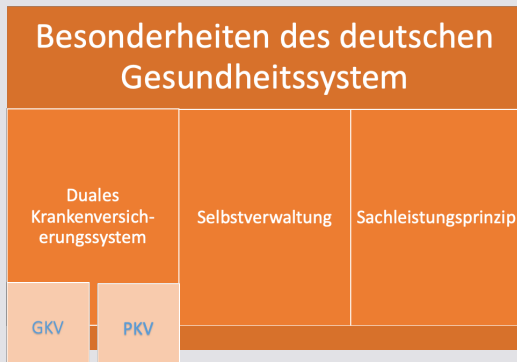 Besonderheiten des deutschen
Gesundheitssystem
Duales
Krankenversich-
erungssystem
Selbstverwaltung
Sachleistungsprinzip
GKV
PKV